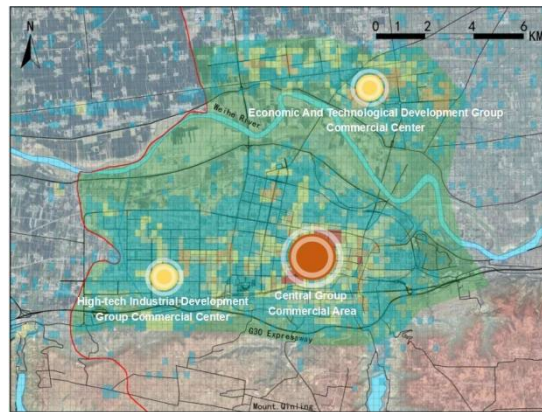 N
0 1 2 4 6
KM
Economic And Technological Development Group
Commercial Center
Weihe River
High-tech Industrial Development
Group Commercial Center
Central Group
Commercial Area
G30 Expressway
Mount.Qinling